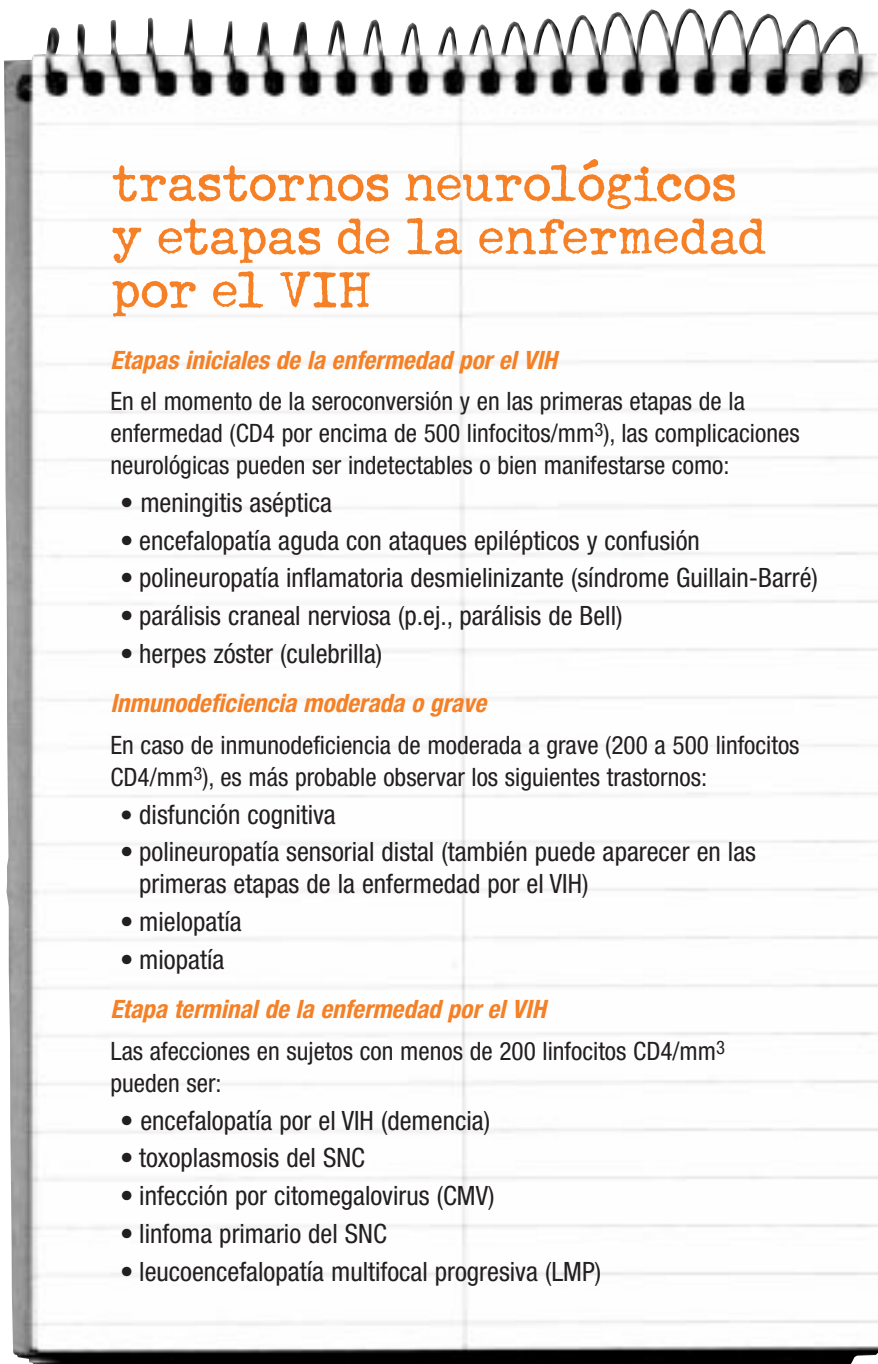 trastornos neurológicos
y etapas de la enfermedad
por el VIH
Etapas iniciales de la enfermedad por el VIH
En el momento de la seroconversión y en las primeras etapas de la
enfermedad (CD4 por encima de 500 linfocitos/mm³), las complicaciones
neurológicas pueden ser indetectables o bien manifestarse como:
• meningitis aséptica
• encefalopatía aguda con ataques epilépticos y confusión
• polineuropatía inflamatoria desmielinizante (síndrome Guillain-Barré)
• parálisis craneal nerviosa (p.ej., parálisis de Bell)
• herpes zóster (culebrilla)
Inmunodeficiencia moderada o grave
En caso de inmunodeficiencia de moderada a grave (200 a 500 linfocitos
CD4/mm³), es más probable observar los siguientes trastornos:
• disfunción cognitiva
• polineuropatía sensorial distal (también puede aparecer en las
primeras etapas de la enfermedad por el VIH)
• mielopatía
• miopatía
Etapa terminal de la enfermedad por el VIH
Las afecciones en sujetos con menos de 200 linfocitos CD4/mm³
pueden ser:
• encefalopatía por el VIH (demencia)
• toxoplasmosis del SNC
• infección por citomegalovirus (CMV)
• linfoma primario del SNC
• leucoencefalopatía multifocal progresiva (LMP)